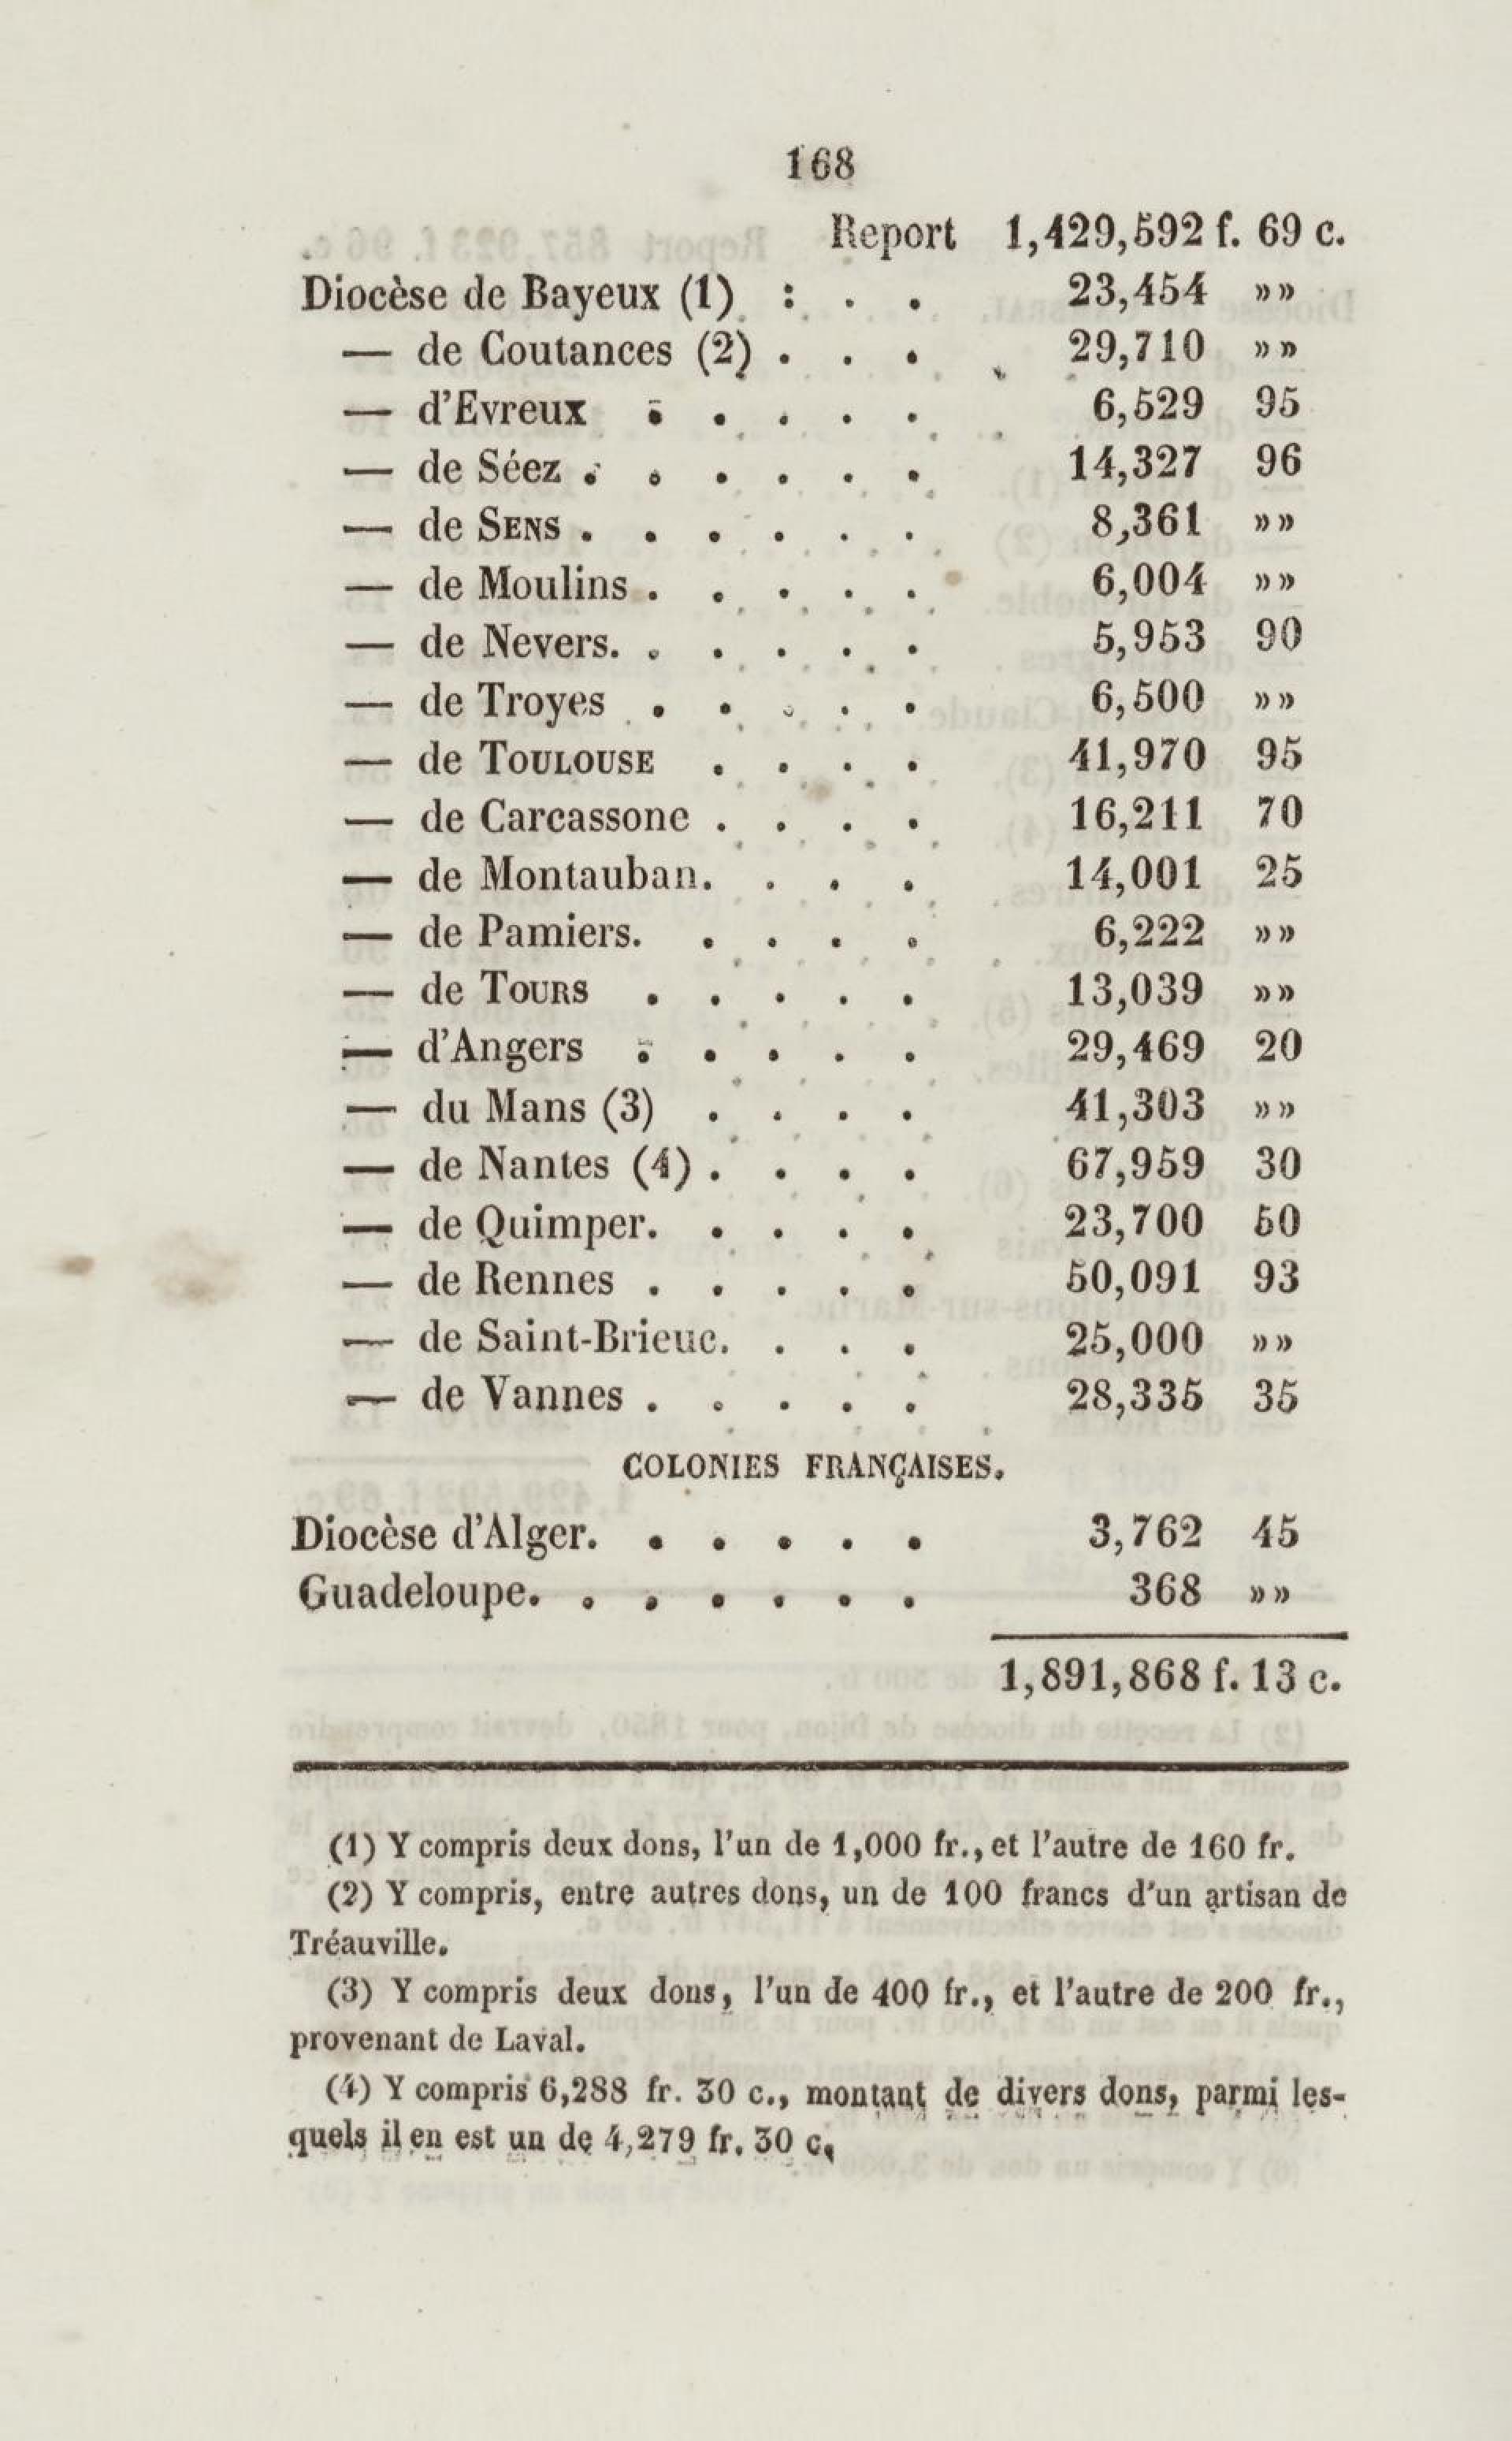 168
Report 1,429,592 f. 69 c.
Diocèse de Bayeux (1) : . . 23,454 »»
— de Coutances (2) . . . 29,710 »»
— d'Evreux . . . . . 6,529 95
— de Séez . . . . . . 14,327 96
— de SENS . . . . . . 8,361 »»
— de Moulins . . . . . 6,004 »»
— de Nevers. . . . . . 5,953 90
— de Troyes . . . . . 6,500 »»
— de TOULOUSE . . . . 41,970 95
— de Carcassone . . . . 16,211 70
— de Montauban. . . . 14,001 25
— de Pamiers. . . . . 6,222 »»
— de TOURS . . . . . 13,039 »»
— d'Angers . . . . . 29,469 20
— du Mans (3) . . . . 41,303 »»
— de Nantes (4) . . . . 67,959 30
— de Quimper. . . . . 23,700 50
— de Rennes . . . . . 50,091 93
— de Saint-Brieuc. . . . 25,000 »»
— de Vannes . . . . . 28,335 35
COLONIES FRANÇAISES.
Diocèse d'Alger. . . . . . 3,762 45
Guadeloupe. . . . . . . 368 »»
1,891,868 f. 13 c.
(1) Y compris deux dons, l'un de 1,000 fr., et l'autre de 160 fr.
(2) Y compris, entre autres dons, un de 100 francs d'un artisan de
Tréauville.
(3) Y compris deux dons, l'un de 400 fr., et l'autre de 200 fr.,
provenant de Laval.
(4) Y compris 6,288 fr. 30 c., montant de divers dons, parmi les-
quels il en est un de 4,279 fr. 30 c.